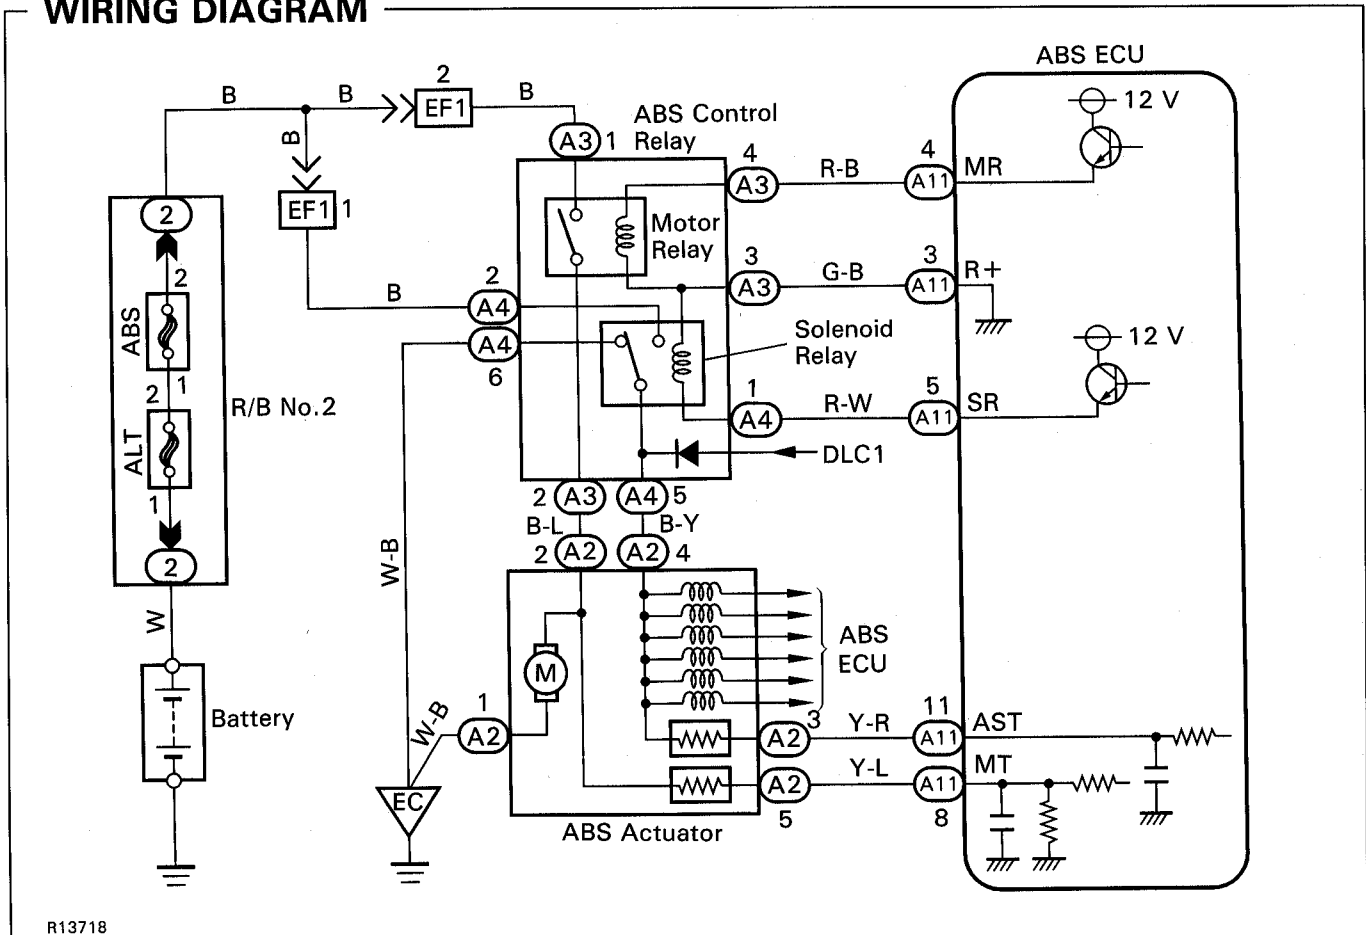 WIRING DIAGRAM
ABS ECU
2
B
B
EF1
B
ABS Control
Relay
A3
1
12 V
B
EF1
1
4
A3
R-B
4
A11
MR
2
Motor
Relay
3
A3
G-B
3
A11
R+
2
ABS
1
B
2
A4
A4
6
Solenoid
Relay
12 V
2
ALT
1
R/B No.2
1
A4
R-W
5
A11
SR
DLC1
2
A3
A4
5
B-L
B-Y
2
A2
A2
4
2
W
W-B
ABS
ECU
M
Battery
W-B
1
A2
3
A2
Y-R
11
A11
AST
A2
5
Y-L
A11
8
MT
EC
ABS Actuator
R13718